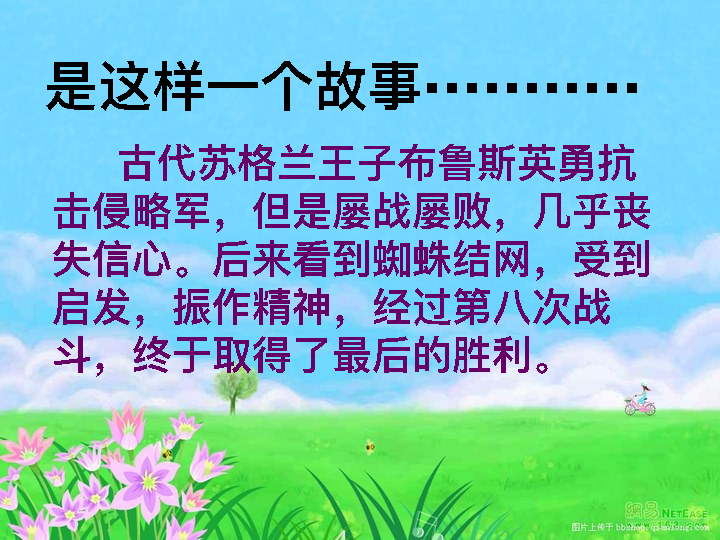 是这样一个故事…………
古代苏格兰王子布鲁斯英勇抗
击侵略军，但是屡战屡败，几乎丧
失信心。后来看到蜘蛛结网，受到
启发，振作精神，经过第八次战
斗，终于取得了最后的胜利。
網易 NETEASE
图片上传于